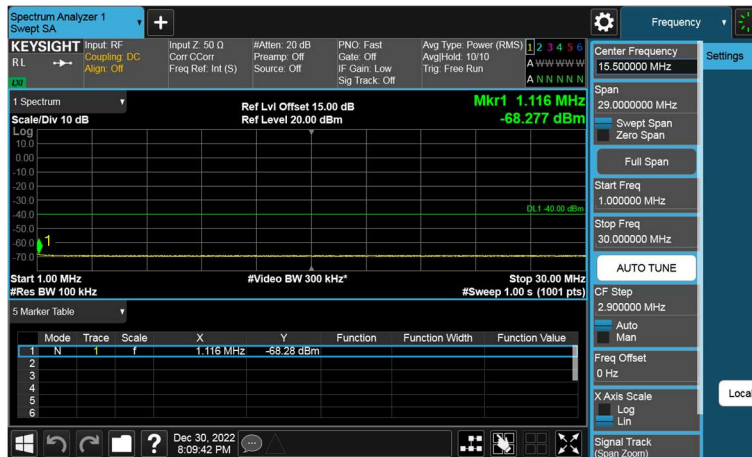 Spectrum Analyzer 1
Swept SA
Frequency
KEYSIGHT
RL
LXI
Input: RF
Coupling: DC
Align: Off
Input Z: 50 Ω
Corr CCorr
Freq Ref: Int (S)
#Atten: 20 dB
Preamp: Off
Source: Off
PNO: Fast
Gate: Off
IF Gain: Low
Sig Track: Off
Avg Type: Power (RMS)
Avg|Hold: 10/10
Trig: Free Run
1 2 3 4 5 6
A W W W W W
A N N N N N
1 Spectrum
Scale/Div 10 dB
Ref Lvl Offset 15.00 dB
Ref Level 20.00 dBm
Mkr1 1.116 MHz
-68.277 dBm
Log
10.0
0.00
-10.0
-20.0
-30.0
-40.0
-50.0
-60.0
-70.0
DL1 -40.00 dBm
1
Start 1.00 MHz
#Res BW 100 kHz
#Video BW 300 kHz*
Stop 30.00 MHz
#Sweep 1.00 s (1001 pts)
5 Marker Table
Mode Trace Scale X Y Function Function Width Function Value
1 N 1 f 1.116 MHz -68.28 dBm
2
3
4
5
6
Dec 30, 2022
8:09:42 PM
?
Center Frequency
15.500000 MHz
Settings
Span
29.0000000 MHz
Swept Span
Zero Span
Full Span
Start Freq
1.000000 MHz
Stop Freq
30.000000 MHz
AUTO TUNE
CF Step
2.900000 MHz
Auto
Man
Freq Offset
0 Hz
X Axis Scale
Log
Lin
Local
Signal Track
(Span Zoom)